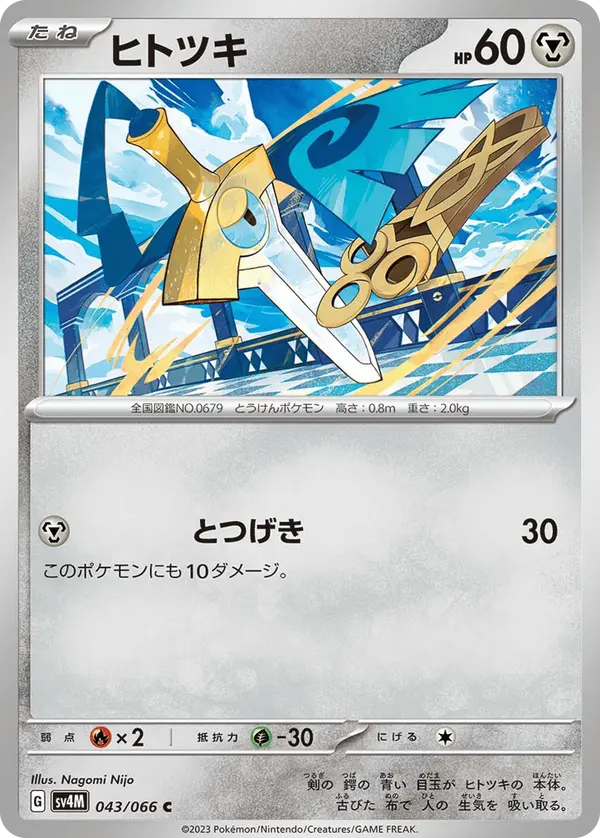 たね ヒトツキ HP60
全国図鑑NO.0679 とうけんポケモン 高さ:0.8m 重さ:2.0kg
とつげき 30
このポケモンにも10ダメージ。
弱点 ×2 抵抗力 -30 にげる
Illus. Nagomi Nijo
G sv4M 043/066 C
剣の鍔の青い目玉がヒトツキの本体。
古びた布で人の生気を吸い取る。
©2023 Pokémon/Nintendo/Creatures/GAME FREAK.